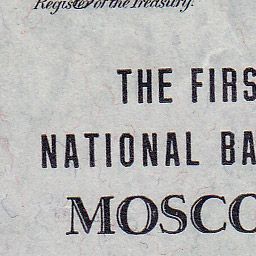 Register of the Treasury.
THE FIRS
NATIONAL BA
MOSCO